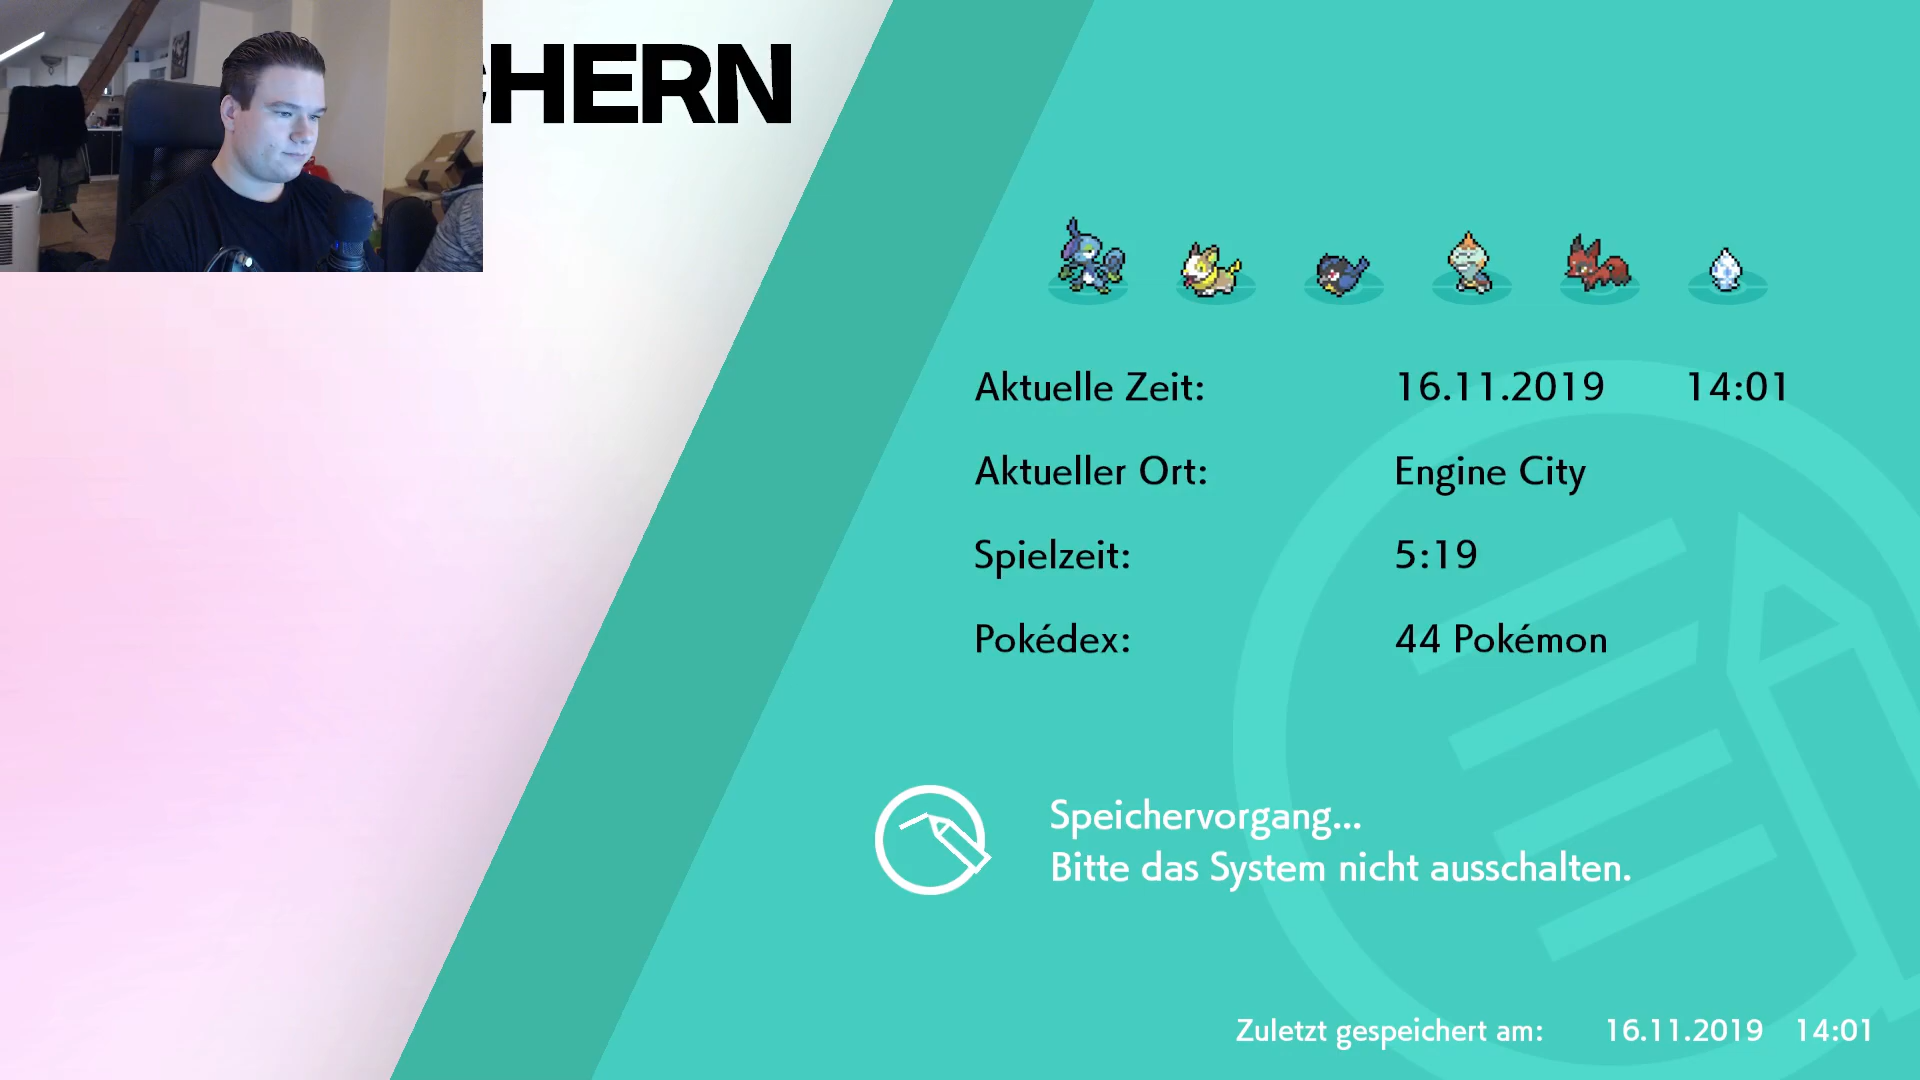 CHERN
Aktuelle Zeit: 16.11.2019 14:01
Aktueller Ort: Engine City
Spielzeit: 5:19
Pokédex: 44 Pokémon
Speichervorgang...
Bitte das System nicht ausschalten.
Zuletzt gespeichert am: 16.11.2019 14:01